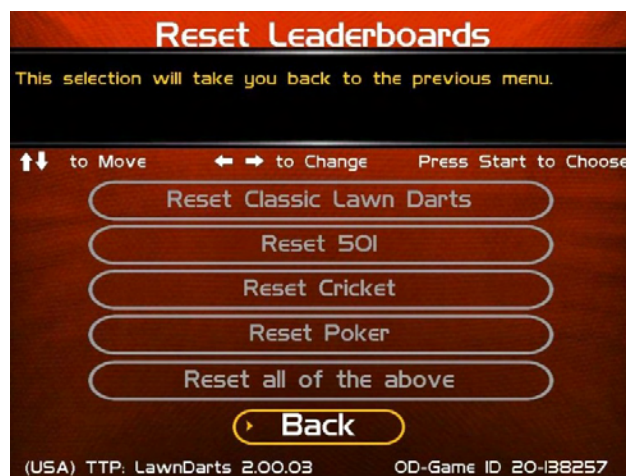 Reset Leaderboards
This selection will take you back to the previous menu.
to Move to Change Press Start to Choose
Reset Classic Lawn Darts
Reset 501
Reset Cricket
Reset Poker
Reset all of the above
Back
(USA) TTP: LawnDarts 2.00.03 OD-Game ID 20-138257